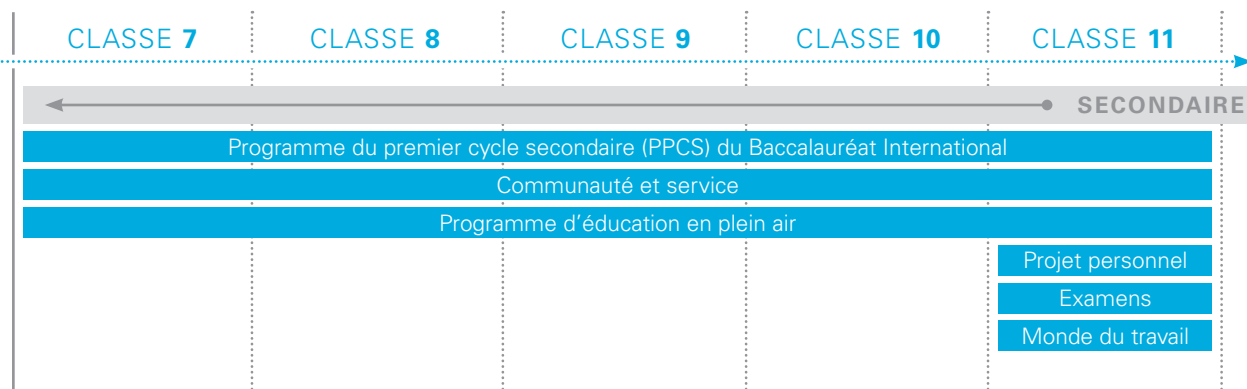 CLASSE 7 CLASSE 8 CLASSE 9 CLASSE 10 CLASSE 11
SECONDAIRE
Programme du premier cycle secondaire (PPCS) du Baccalauréat International
Communauté et service
Programme d'éducation en plein air
Projet personnel
Examens
Monde du travail